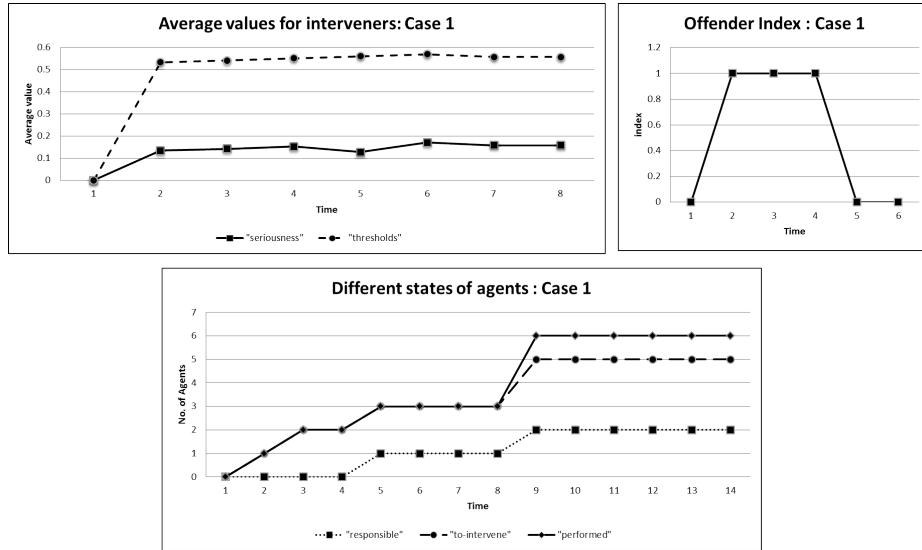 Average values for interveners: Case 1
0.6
0.5
0.4
0.3
0.2
0.1
0
Average value
1 2 3 4 5 6 7 8
Time
"seriousness" "thresholds"
Offender Index : Case 1
1.2
1
0.8
0.6
0.4
0.2
0
index
1 2 3 4 5 6
Time
Different states of agents : Case 1
7
6
5
4
3
2
1
0
No. of Agents
1 2 3 4 5 6 7 8 9 10 11 12 13 14
Time
"responsible" "to-intervene" "performed"